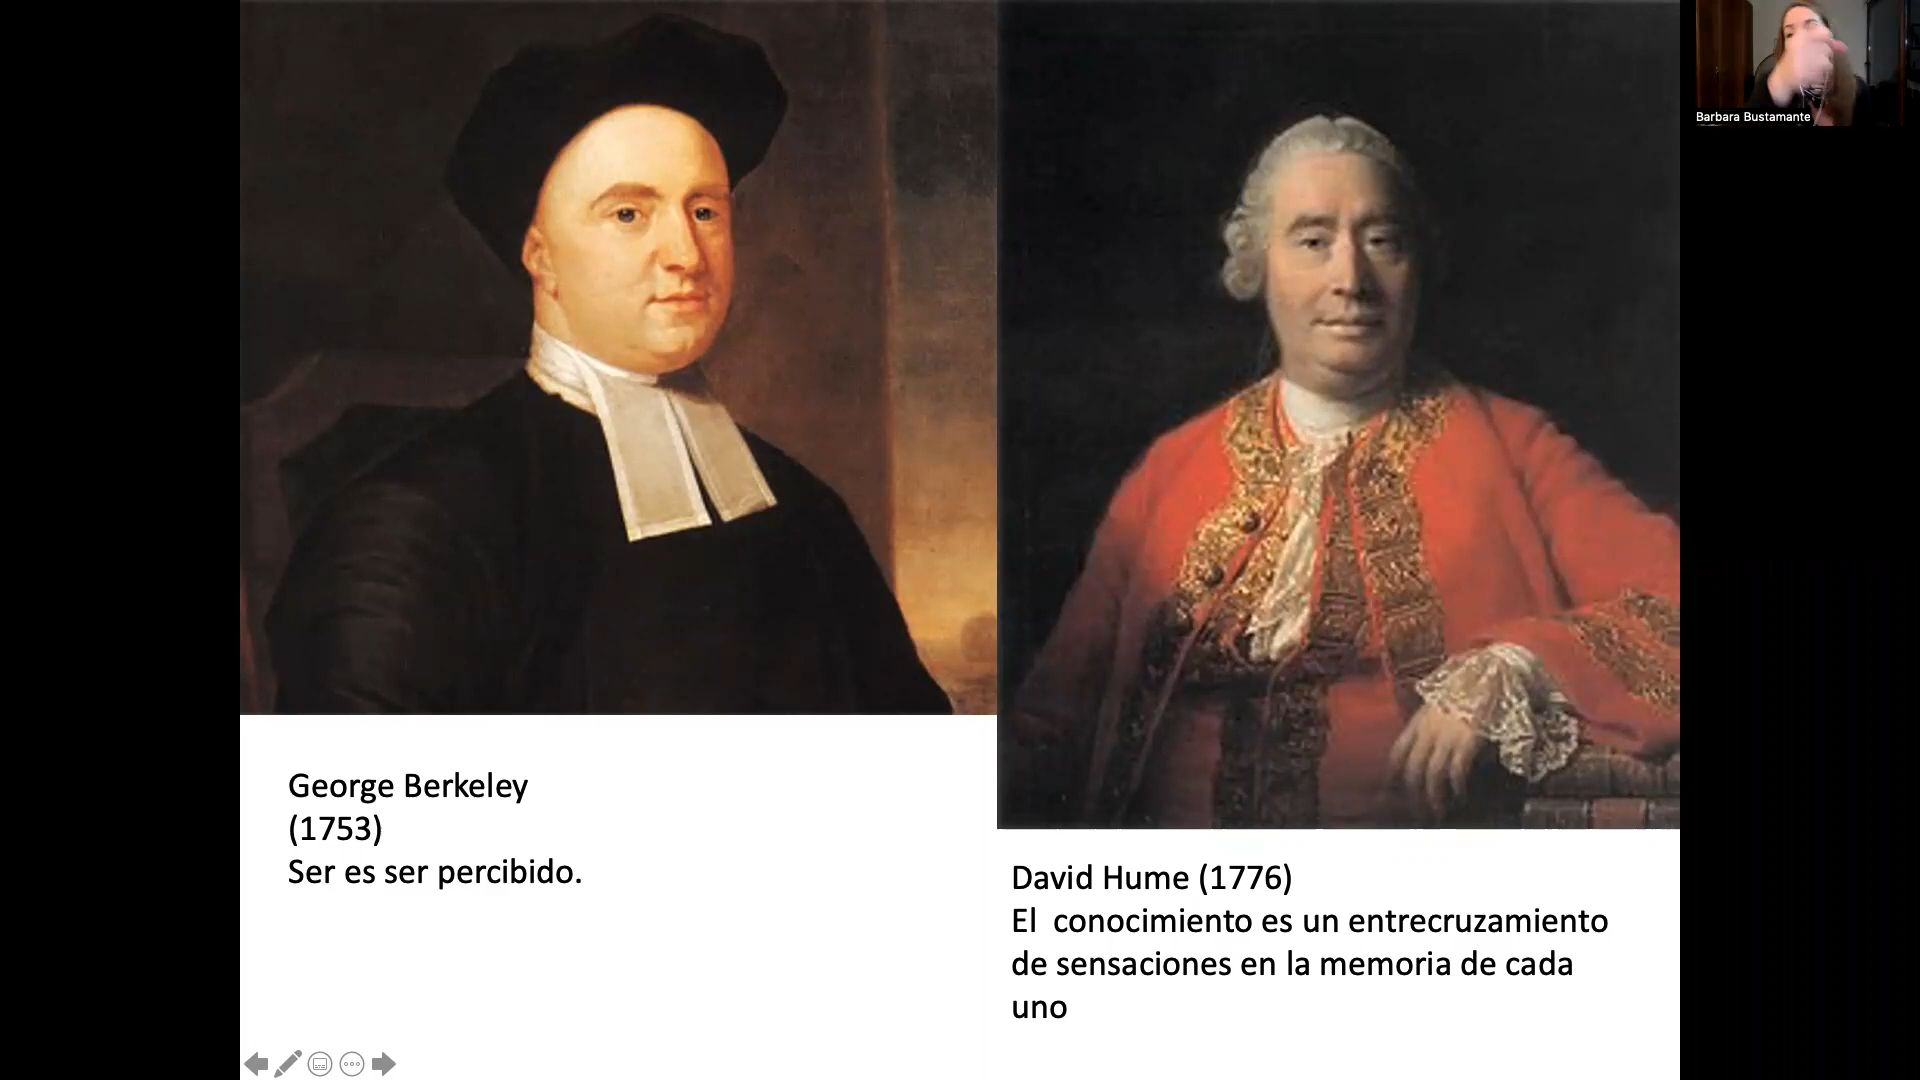 Barbara Bustamante
George Berkeley
(1753)
Ser es ser percibido.
David Hume (1776)
El  conocimiento es un entrecruzamiento
de sensaciones en la memoria de cada
uno